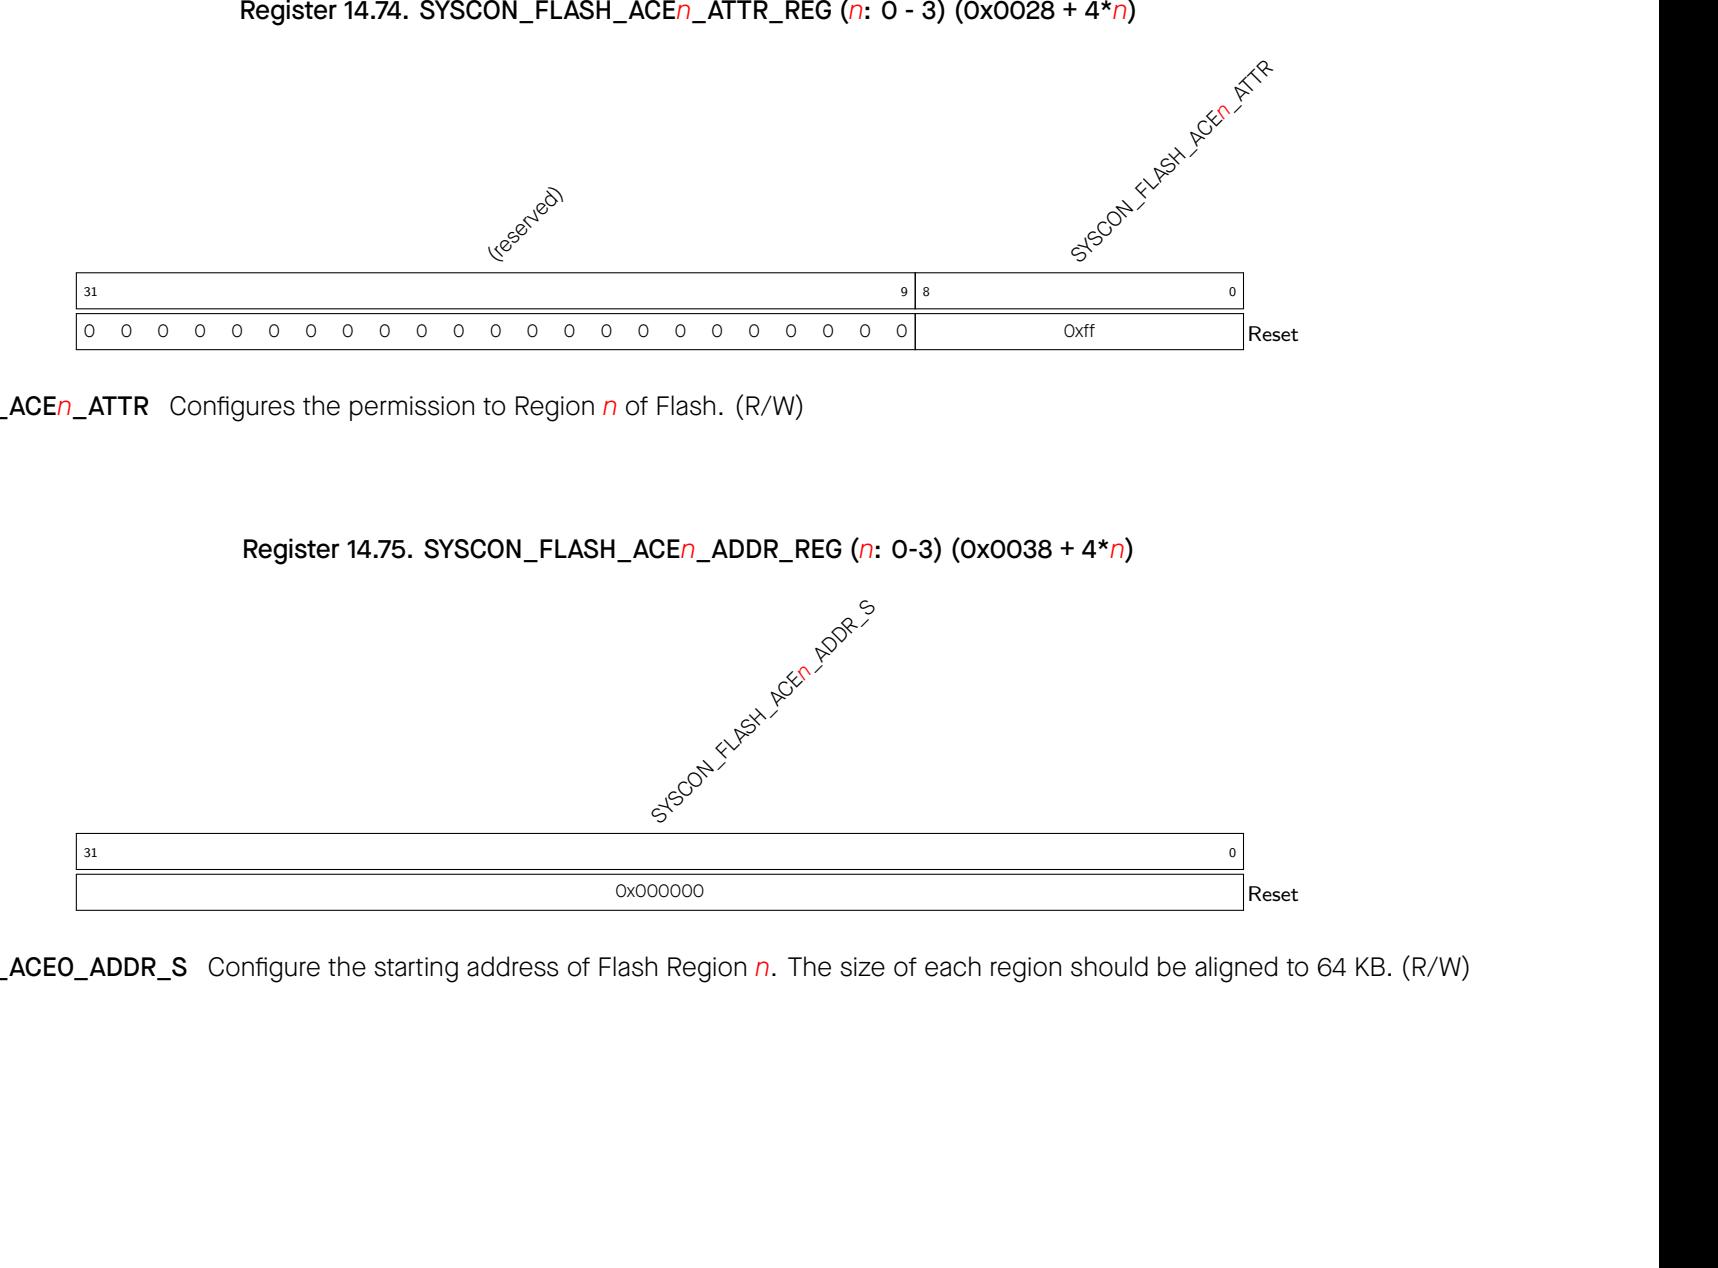 Register 14.74. SYSCON_FLASH_ACEn_ATTR_REG (n: 0 - 3) (0x0028 + 4*n)
SYSCON_FLASH_ACEn_ATTR
(reserved)
31 9 8 0
0 0 0 0 0 0 0 0 0 0 0 0 0 0 0 0 0 0 0 0 0 0 0 0xff Reset
_ACEn_ATTR Configures the permission to Region n of Flash. (R/W)
Register 14.75. SYSCON_FLASH_ACEn_ADDR_REG (n: 0-3) (0x0038 + 4*n)
SYSCON_FLASH_ACEn_ADDR_S
31 0
0x000000 Reset
_ACE0_ADDR_S Configure the starting address of Flash Region n. The size of each region should be aligned to 64 KB. (R/W)